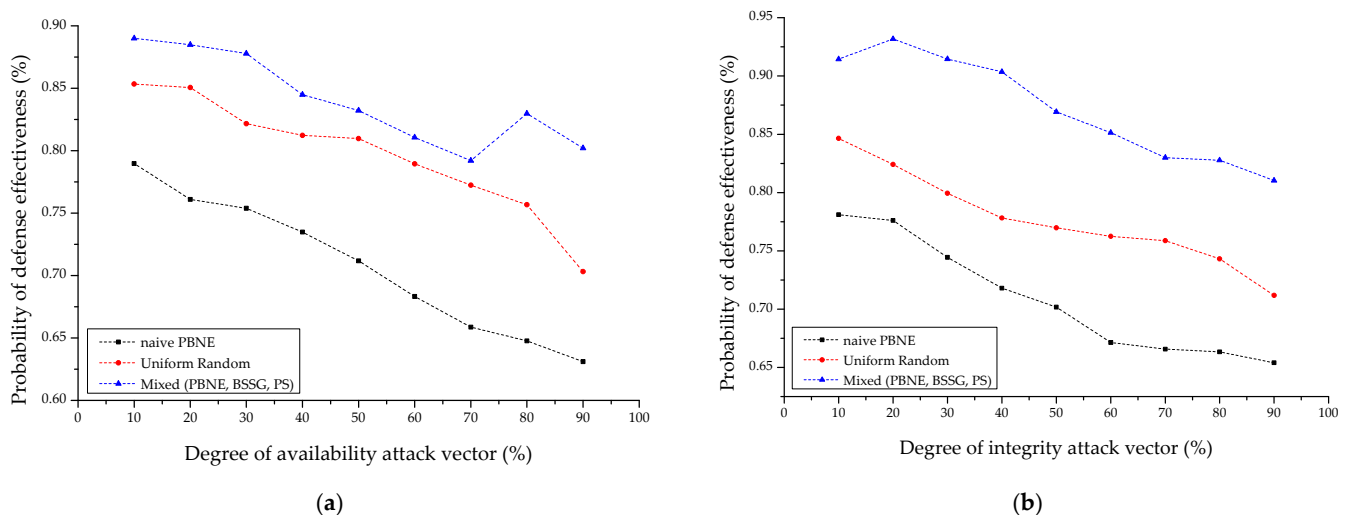 Probability of defense effectiveness (%)
0.90
0.85
0.80
0.75
0.70
0.65
0.60
naive PBNE
Uniform Random
Mixed (PBNE, BSSG, PS)
0 10 20 30 40 50 60 70 80 90 100
Degree of availability attack vector (%)
(a)
Probability of defense effectiveness (%)
0.95
0.90
0.85
0.80
0.75
0.70
0.65
naive PBNE
Uniform Random
Mixed (PBNE, BSSG, PS)
0 10 20 30 40 50 60 70 80 90 100
Degree of integrity attack vector (%)
(b)